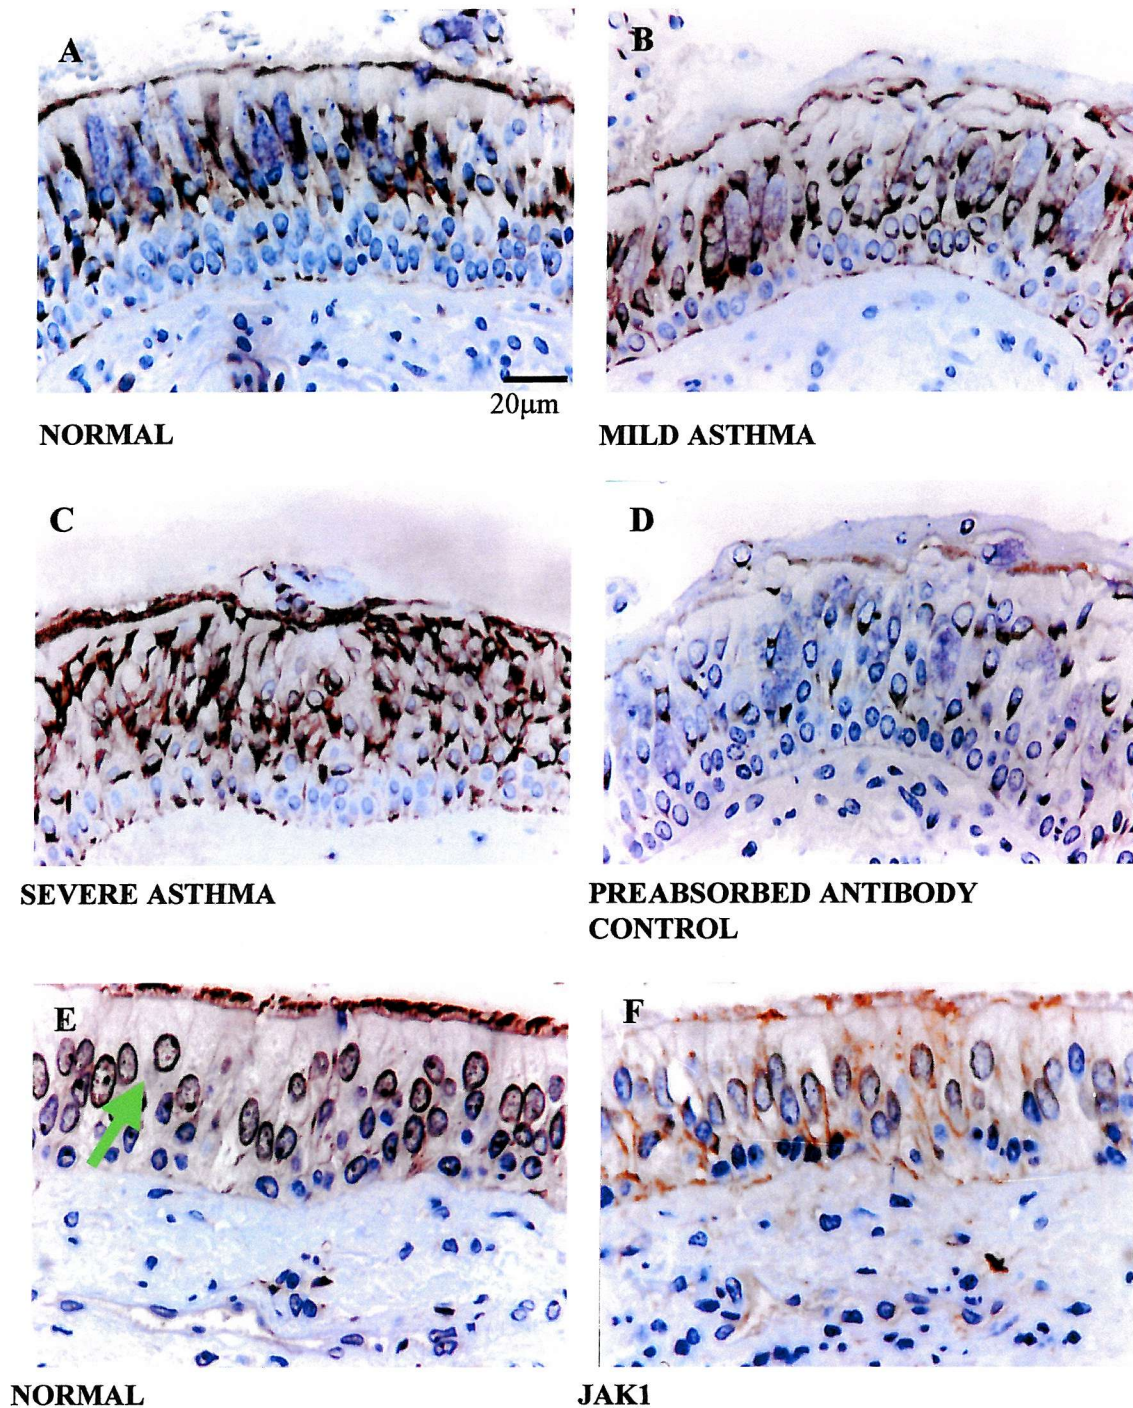 A
B
20μm
NORMAL
MILD ASTHMA
C
D
SEVERE ASTHMA
PREABSORBED ANTIBODY
CONTROL
E
F
NORMAL
JAK1